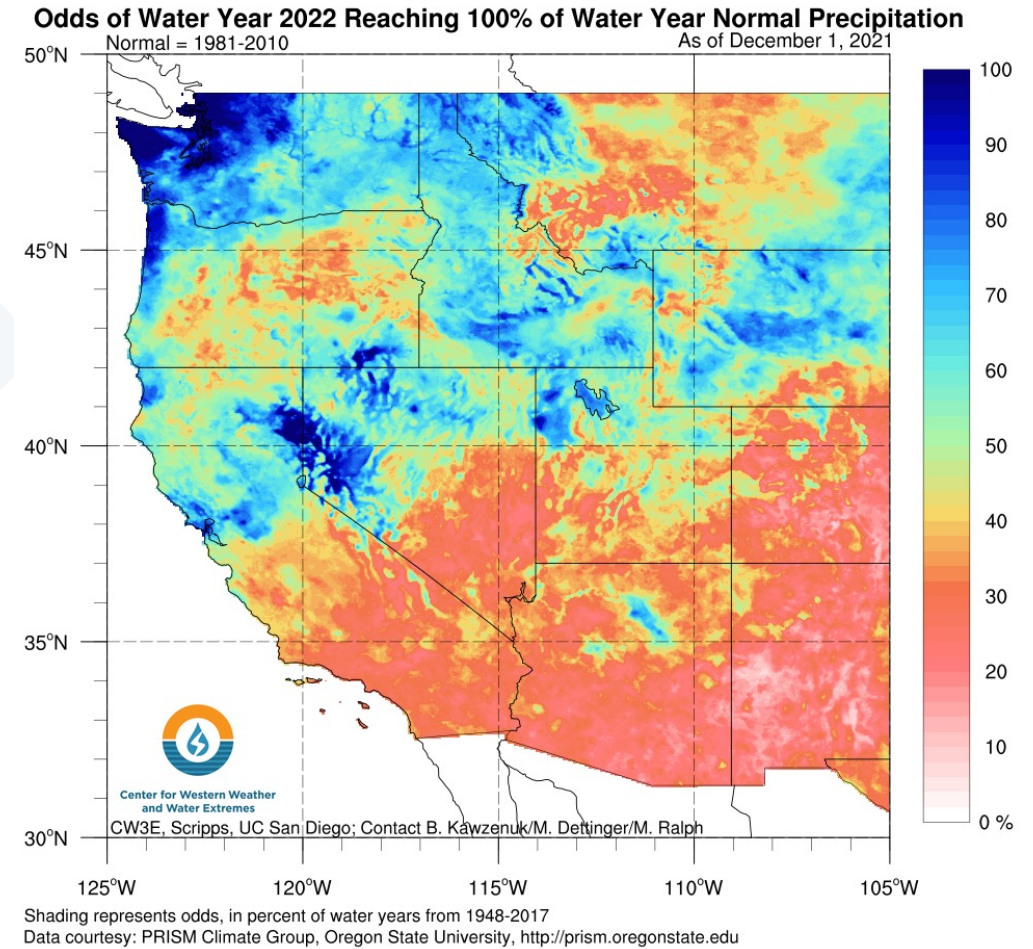 Odds of Water Year 2022 Reaching 100% of Water Year Normal Precipitation
Normal = 1981-2010
As of December 1, 2021
50°N
45°N
40°N
35°N
30°N
125°W
120°W
115°W
110°W
105°W
100
90
80
70
60
50
40
30
20
10
0 %
Center for Western Weather
and Water Extremes
CW3E, Scripps, UC San Diego; Contact B. Kawzenuk/M. Dettinger/M. Ralph
Shading represents odds, in percent of water years from 1948-2017
Data courtesy: PRISM Climate Group, Oregon State University, http://prism.oregonstate.edu